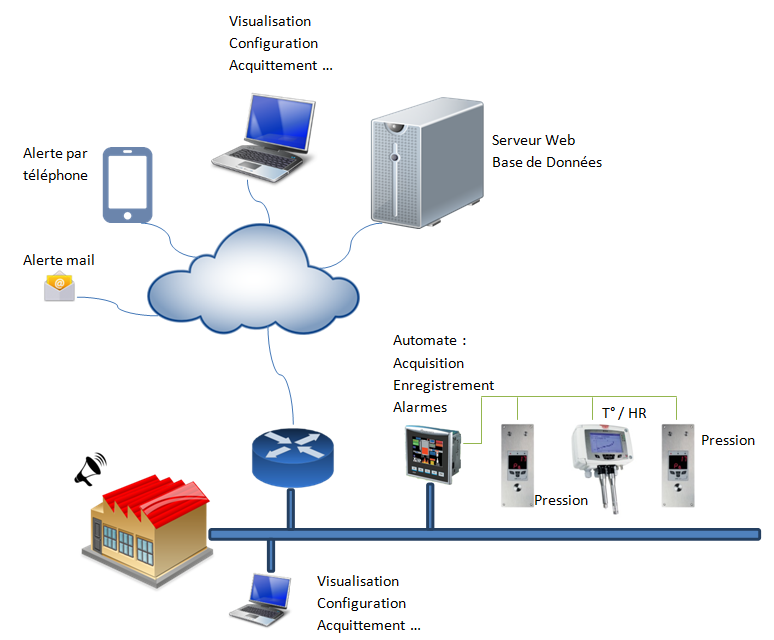 Visualisation
Configuration
Acquittement ...
Serveur Web
Base de Données
Alerte par
téléphone
Alerte mail
Automate :
Acquisition
Enregistrement
Alarmes
T° / HR
Pression
Pression
Visualisation
Configuration
Acquittement ...